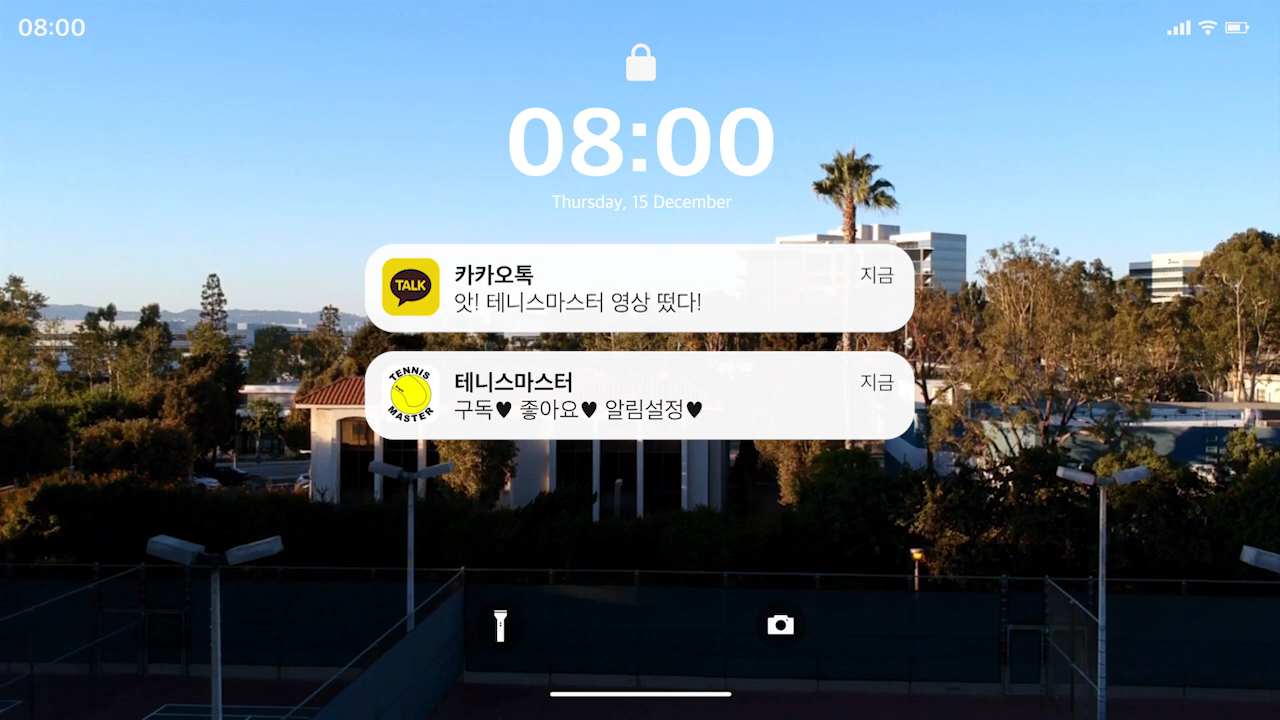 08:00
08:00
Thursday, 15 December
TALK
카카오톡
지금
앗! 테니스마스터 영상 떴다!
TENNIS
MASTER
테니스마스터
지금
구독♥ 좋아요♥ 알림설정♥